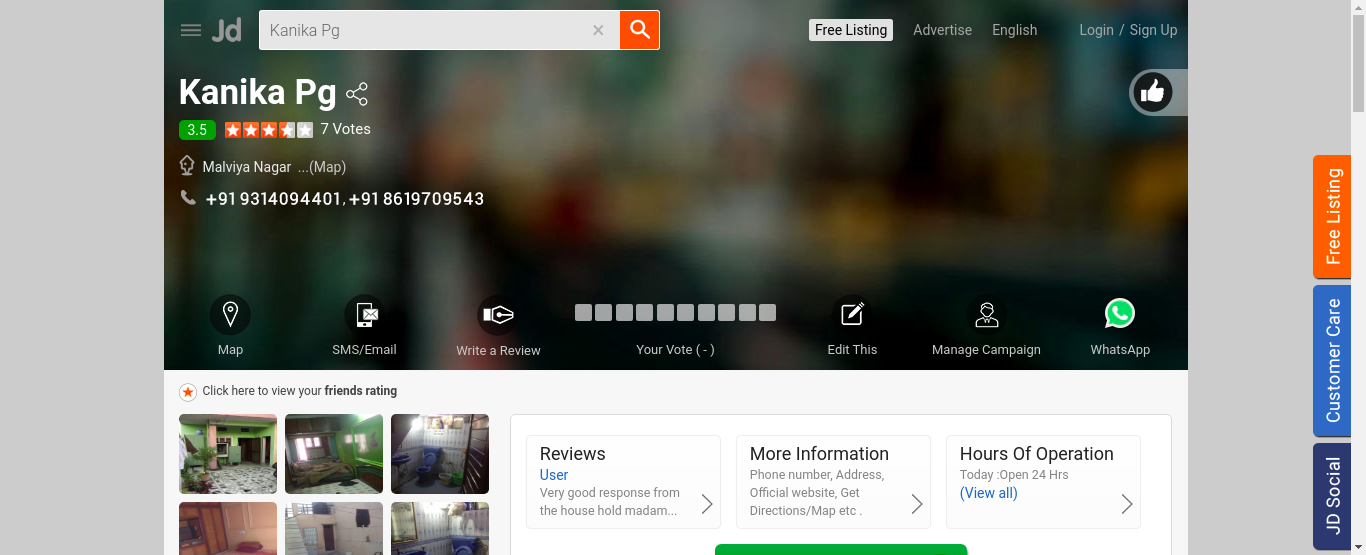 Jd
Kanika Pg
Free Listing
Advertise
English
Login / Sign Up
Kanika Pg
3.5
7 Votes
Malviya Nagar ...(Map)
+91 9314094401, +91 8619709543
Map
SMS/Email
Write a Review
Your Vote ( - )
Edit This
Manage Campaign
WhatsApp
Click here to view your friends rating
Reviews
User
Very good response from
the house hold madam...
More Information
Phone number, Address,
Official website, Get
Directions/Map etc .
Hours Of Operation
Today :Open 24 Hrs
(View all)
Free Listing
Customer Care
JD Social